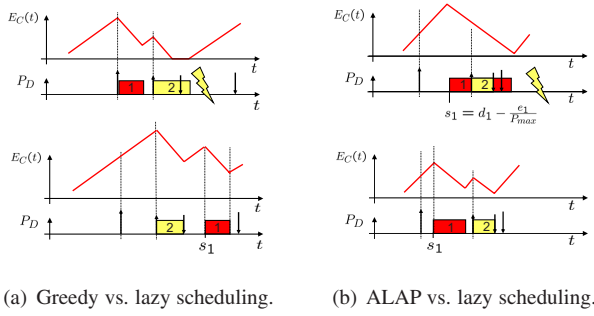 E_C(t)
t
P_D
1
2
t
E_C(t)
t
P_D
2
1
s_1
t
(a) Greedy vs. lazy scheduling.
E_C(t)
t
P_D
1
2
t
s_1 = d_1 − e_1/P_max
E_C(t)
t
P_D
1
2
t
s_1
(b) ALAP vs. lazy scheduling.